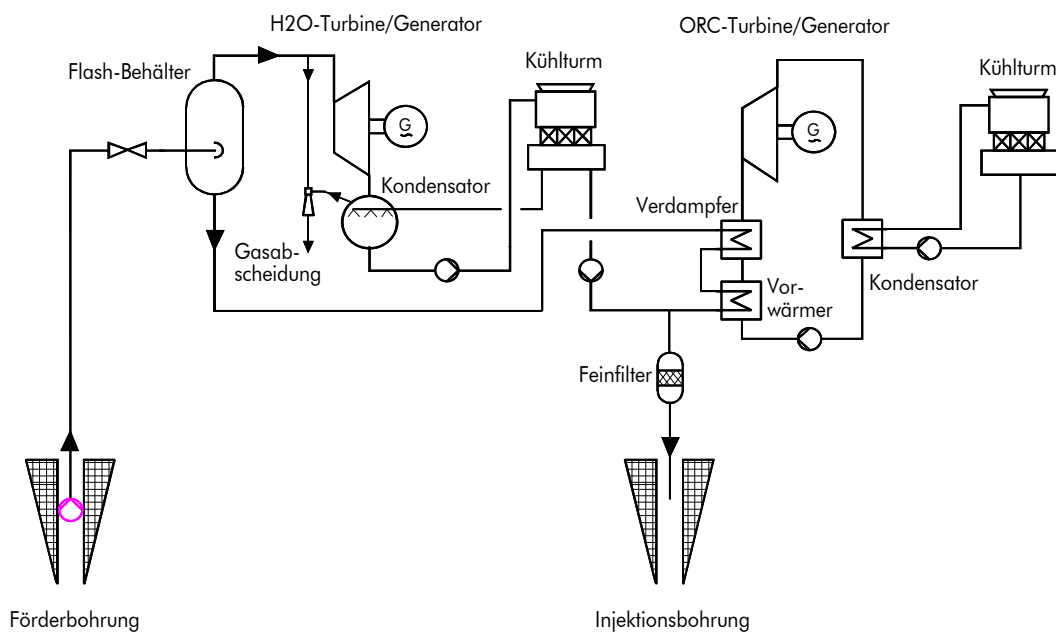 H2O-Turbine/Generator
ORC-Turbine/Generator
Flash-Behälter
Kühlturm
Kühlturm
G
G
Kondensator
Verdampfer
Gasab-
scheidung
Kondensator
Vor-
wärmer
Feinfilter
Förderbohrung
Injektionsbohrung